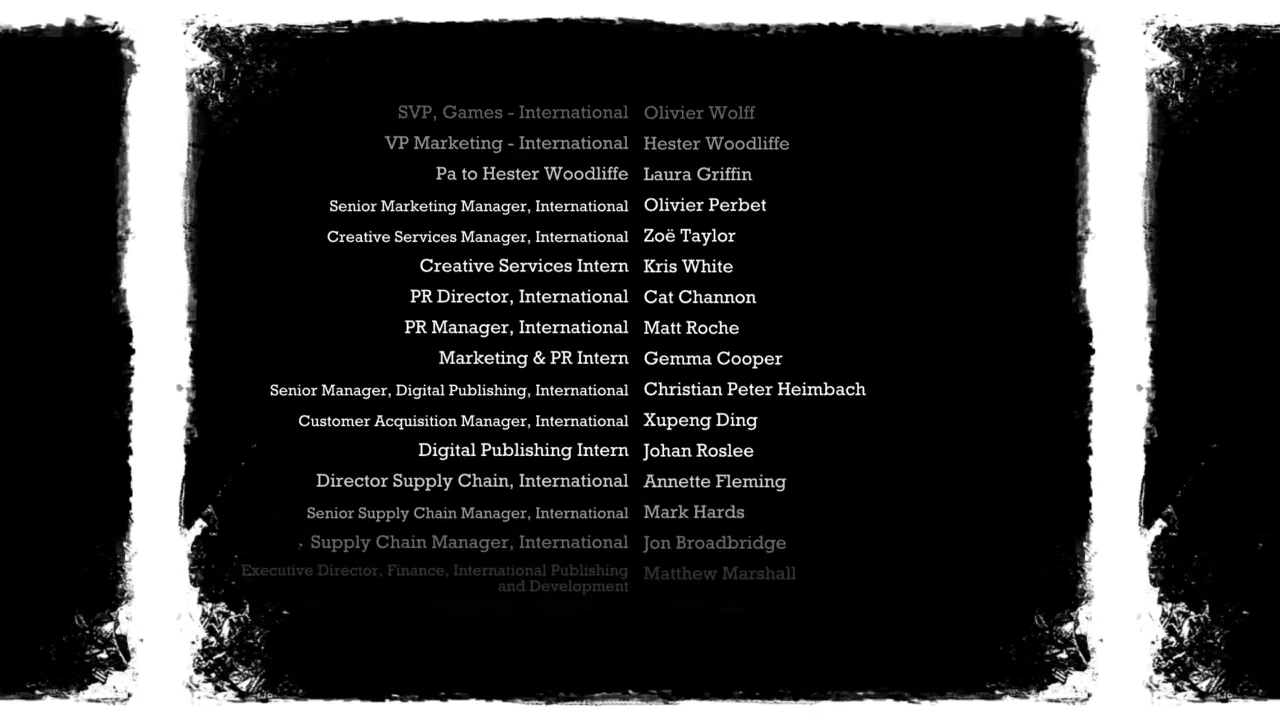 SVP, Games - International Olivier Wolff
VP Marketing - International Hester Woodliffe
Pa to Hester Woodliffe Laura Griffin
Senior Marketing Manager, International Olivier Perbet
Creative Services Manager, International Zoë Taylor
Creative Services Intern Kris White
PR Director, International Cat Channon
PR Manager, International Matt Roche
Marketing & PR Intern Gemma Cooper
Senior Manager, Digital Publishing, International Christian Peter Heimbach
Customer Acquisition Manager, International Xupeng Ding
Digital Publishing Intern Johan Roslee
Director Supply Chain, International Annette Fleming
Senior Supply Chain Manager, International Mark Hards
Supply Chain Manager, International Jon Broadbridge
Executive Director, Finance, International Publishing Matthew Marshall
and Development